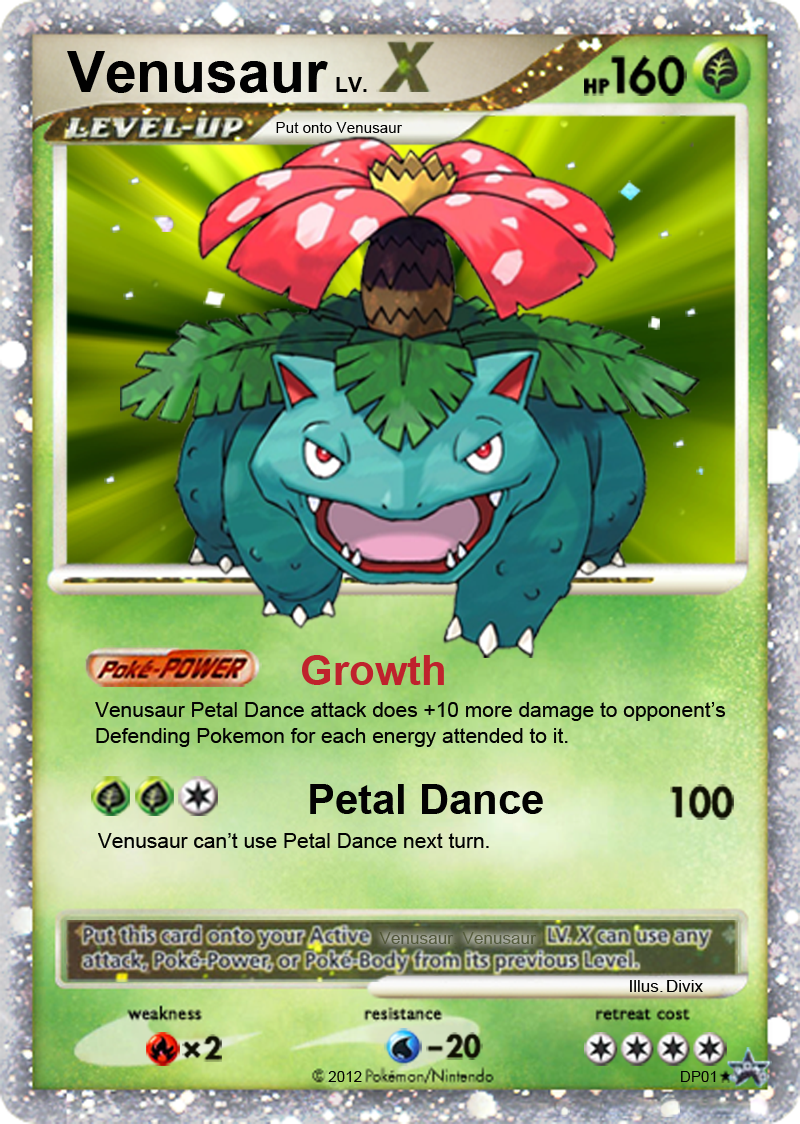 Venusaur LV. X HP 160
LEVEL-UP Put onto Venusaur
Poké-POWER Growth
Venusaur Petal Dance attack does +10 more damage to opponent’s
Defending Pokemon for each energy attended to it.
Petal Dance 100
Venusaur can’t use Petal Dance next turn.
Put this card onto your Active Venusaur Venusaur LV. X can use any
attack, Poké-Power, or Poké-Body from its previous Level.
Illus. Divix
weakness resistance retreat cost
×2 −20
© 2012 Pokémon/Nintendo DP01★